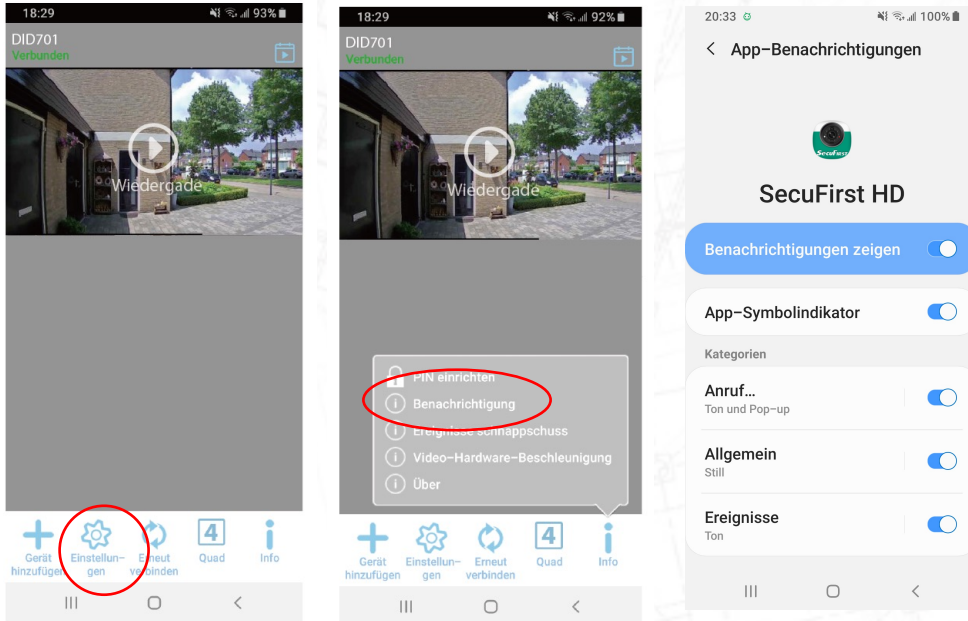 18:29
93%
DID701
Verbunden
Wiedergade
Gerät
hinzufügen
Einstellun-
gen
Erneut
verbinden
4
Quad
Info
18:29
92%
DID701
Verbunden
Wiedergade
PIN einrichten
Benachrichtigung
Ereignisse schnappschuss
Video-Hardware-Beschleunigung
Über
Gerät
hinzufügen
Einstellun-
gen
Erneut
verbinden
4
Quad
Info
20:33
100%
App-Benachrichtigungen
SecuFirst
SecuFirst HD
Benachrichtigungen zeigen
App-Symbolindikator
Kategorien
Anruf...
Ton und Pop-up
Allgemein
Still
Ereignisse
Ton